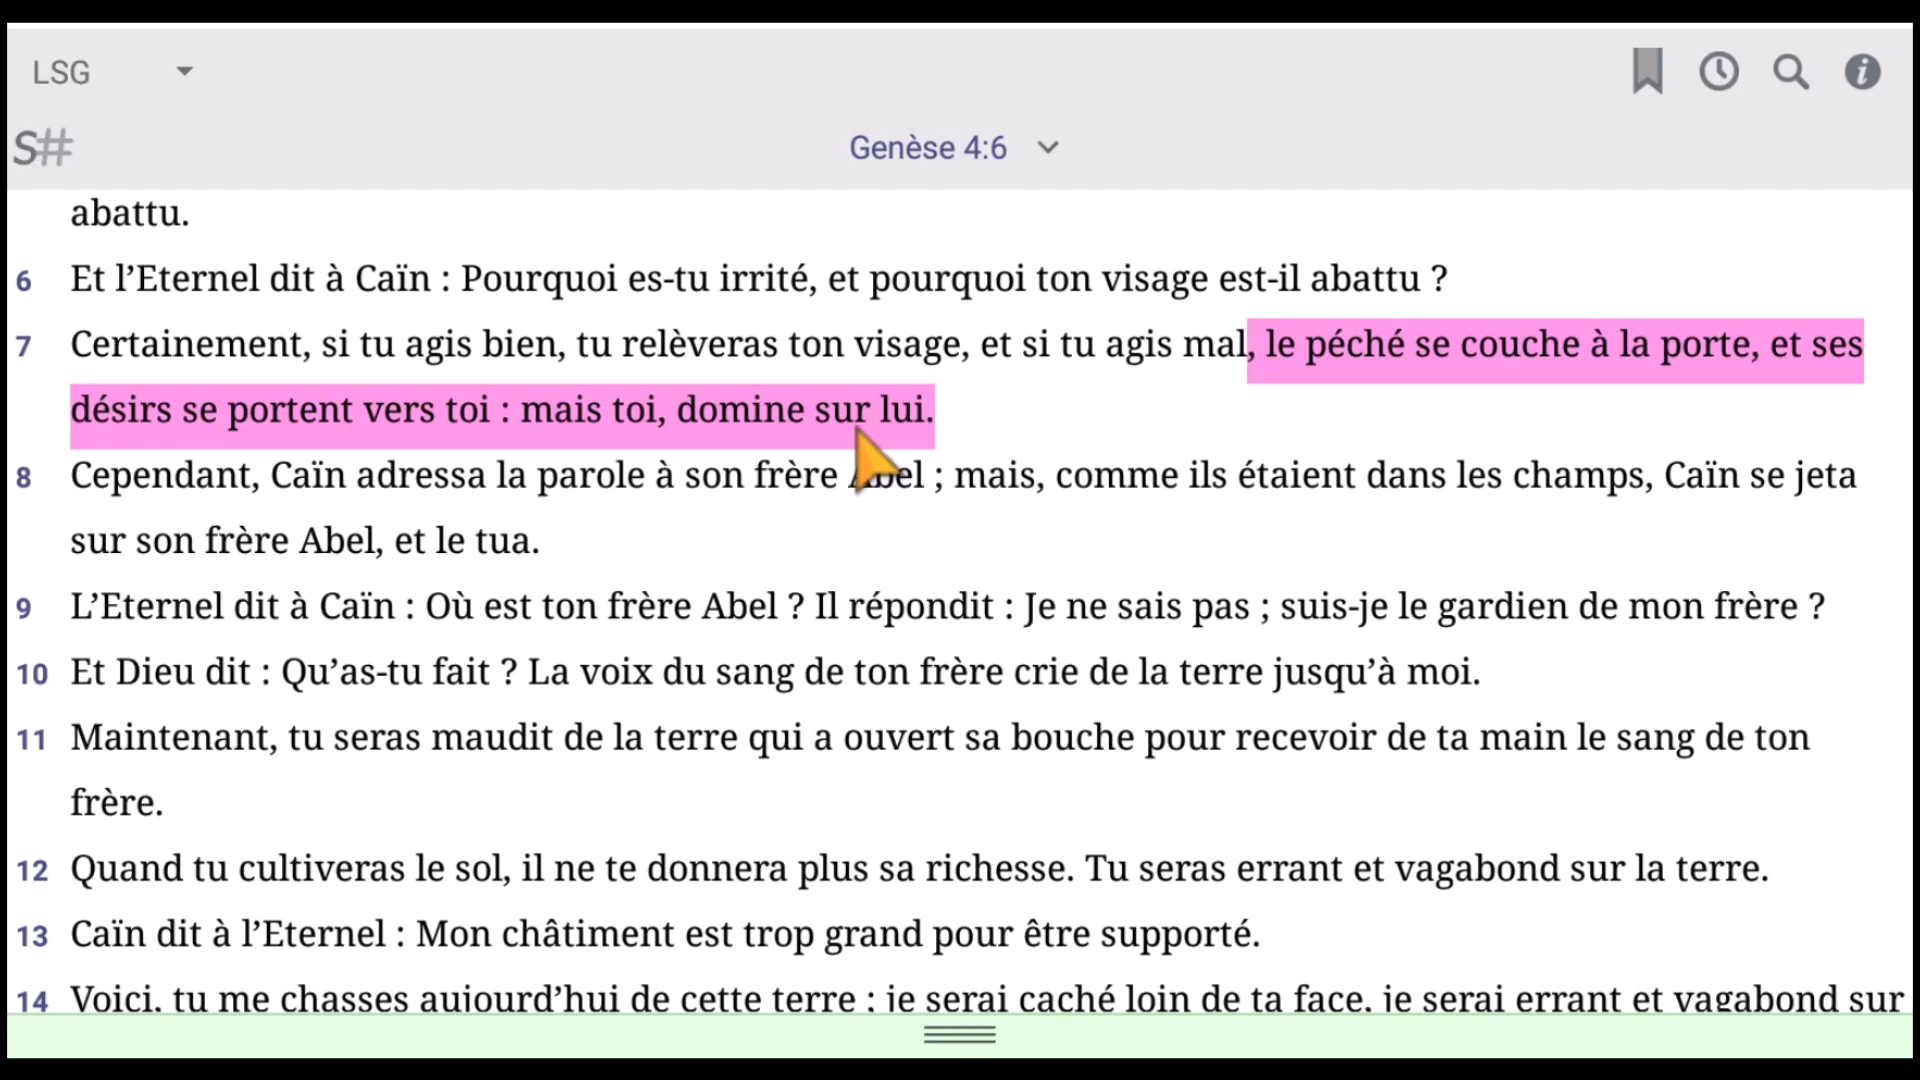 LSG
S#
Genèse 4:6
abattu.
6 Et l’Eternel dit à Caïn : Pourquoi es-tu irrité, et pourquoi ton visage est-il abattu ?
7 Certainement, si tu agis bien, tu relèveras ton visage, et si tu agis mal, le péché se couche à la porte, et ses
désirs se portent vers toi : mais toi, domine sur lui.
8 Cependant, Caïn adressa la parole à son frère Abel ; mais, comme ils étaient dans les champs, Caïn se jeta
sur son frère Abel, et le tua.
9 L’Eternel dit à Caïn : Où est ton frère Abel ? Il répondit : Je ne sais pas ; suis-je le gardien de mon frère ?
10 Et Dieu dit : Qu’as-tu fait ? La voix du sang de ton frère crie de la terre jusqu’à moi.
11 Maintenant, tu seras maudit de la terre qui a ouvert sa bouche pour recevoir de ta main le sang de ton
frère.
12 Quand tu cultiveras le sol, il ne te donnera plus sa richesse. Tu seras errant et vagabond sur la terre.
13 Caïn dit à l’Eternel : Mon châtiment est trop grand pour être supporté.
14 Voici, tu me chasses aujourd’hui de cette terre ; je serai caché loin de ta face, je serai errant et vagabond sur